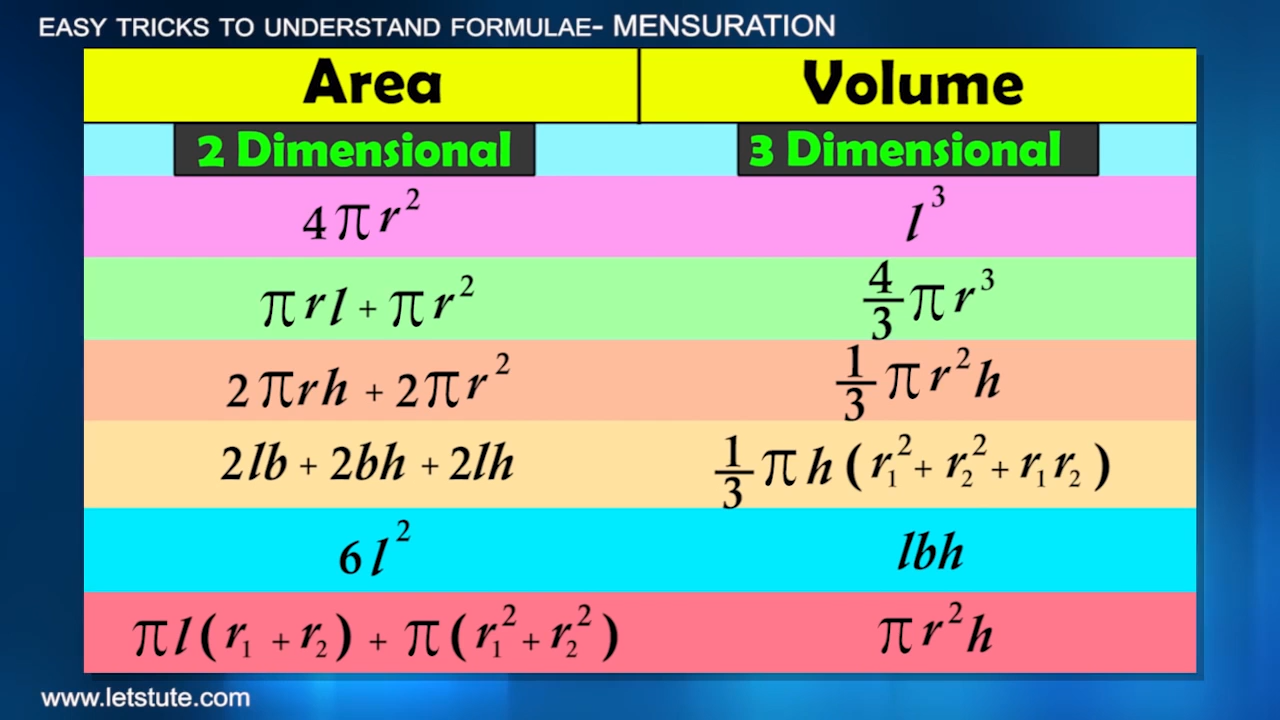 EASY TRICKS TO UNDERSTAND FORMULAE- MENSURATION
Area Volume
2 Dimensional 3 Dimensional
4πr² l³
πrl + πr² 4/3 πr³
2πrh + 2πr² 1/3 πr²h
2lb + 2bh + 2lh 1/3 πh(r₁² + r₂² + r₁r₂)
6l² lbh
πl(r₁ + r₂) + π(r₁² + r₂²) πr²h
www.letstute.com